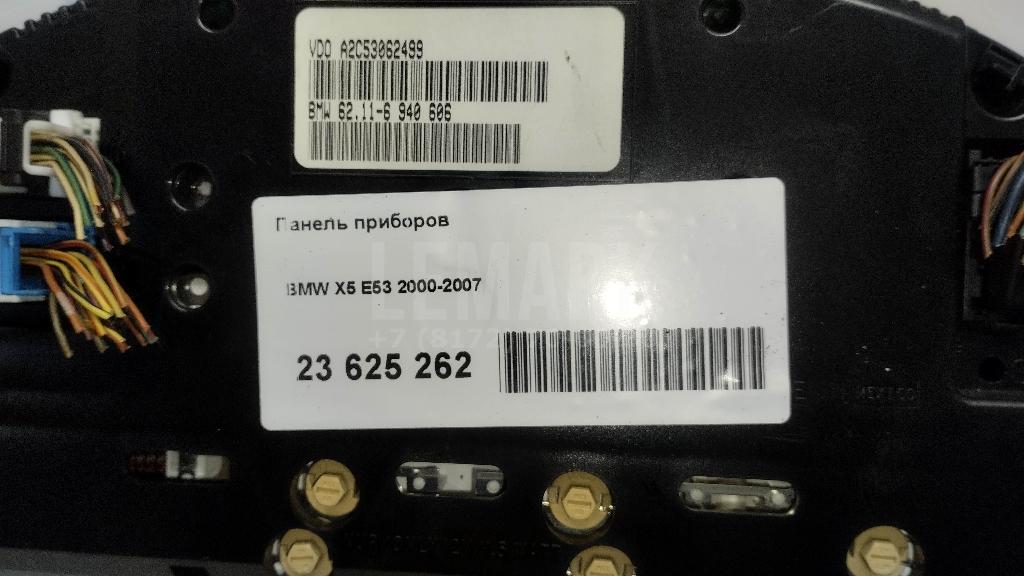 VDO A2C53062499
BMW 62.11-6 940 606
Панель приборов
BMW X5 E53 2000-2007
23 625 262